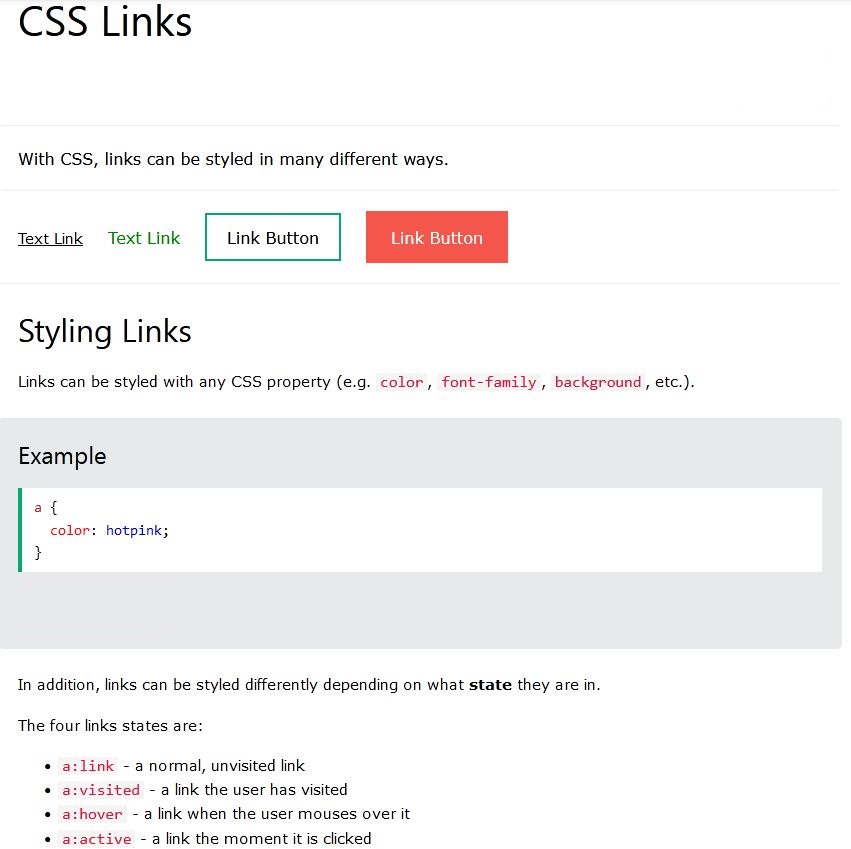 CSS Links
With CSS, links can be styled in many different ways.
Text Link Text Link Link Button Link Button
Styling Links
Links can be styled with any CSS property (e.g. color, font-family, background, etc.).
Example
a {
  color: hotpink;
}
In addition, links can be styled differently depending on what state they are in.
The four links states are:
• a:link - a normal, unvisited link
• a:visited - a link the user has visited
• a:hover - a link when the user mouses over it
• a:active - a link the moment it is clicked